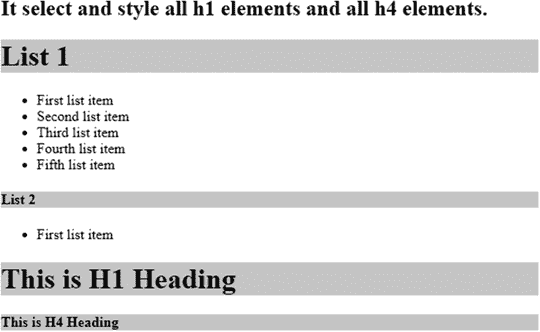 It select and style all h1 elements and all h4 elements.
List 1
First list item
Second list item
Third list item
Fourth list item
Fifth list item
List 2
First list item
This is H1 Heading
This is H4 Heading